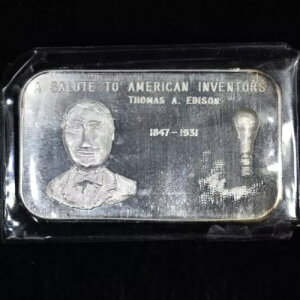 A SALUTE TO AMERICAN INVENTORS
THOMAS A. EDISON
1847-1931